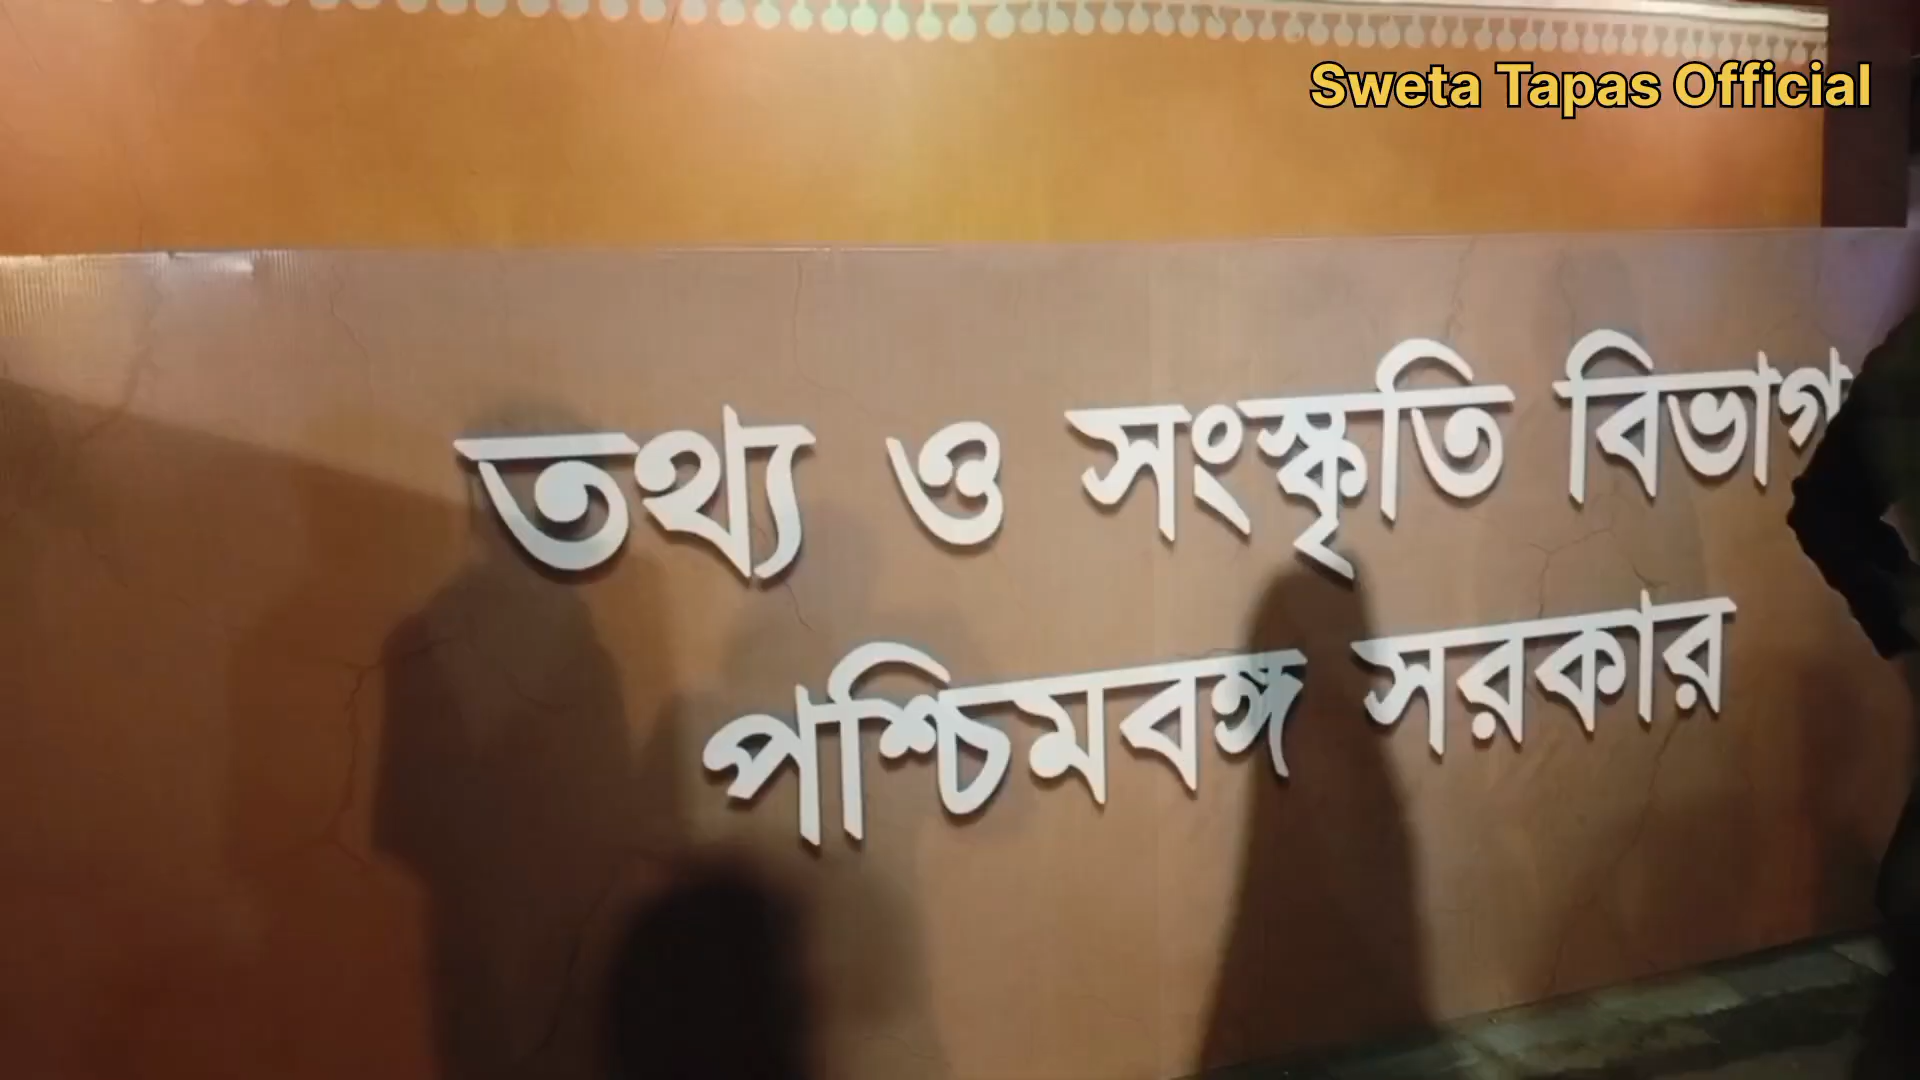 Sweta Tapas Official
তথ্য ও সংস্কৃতি বিভাগ
পশ্চিমবঙ্গ সরকার